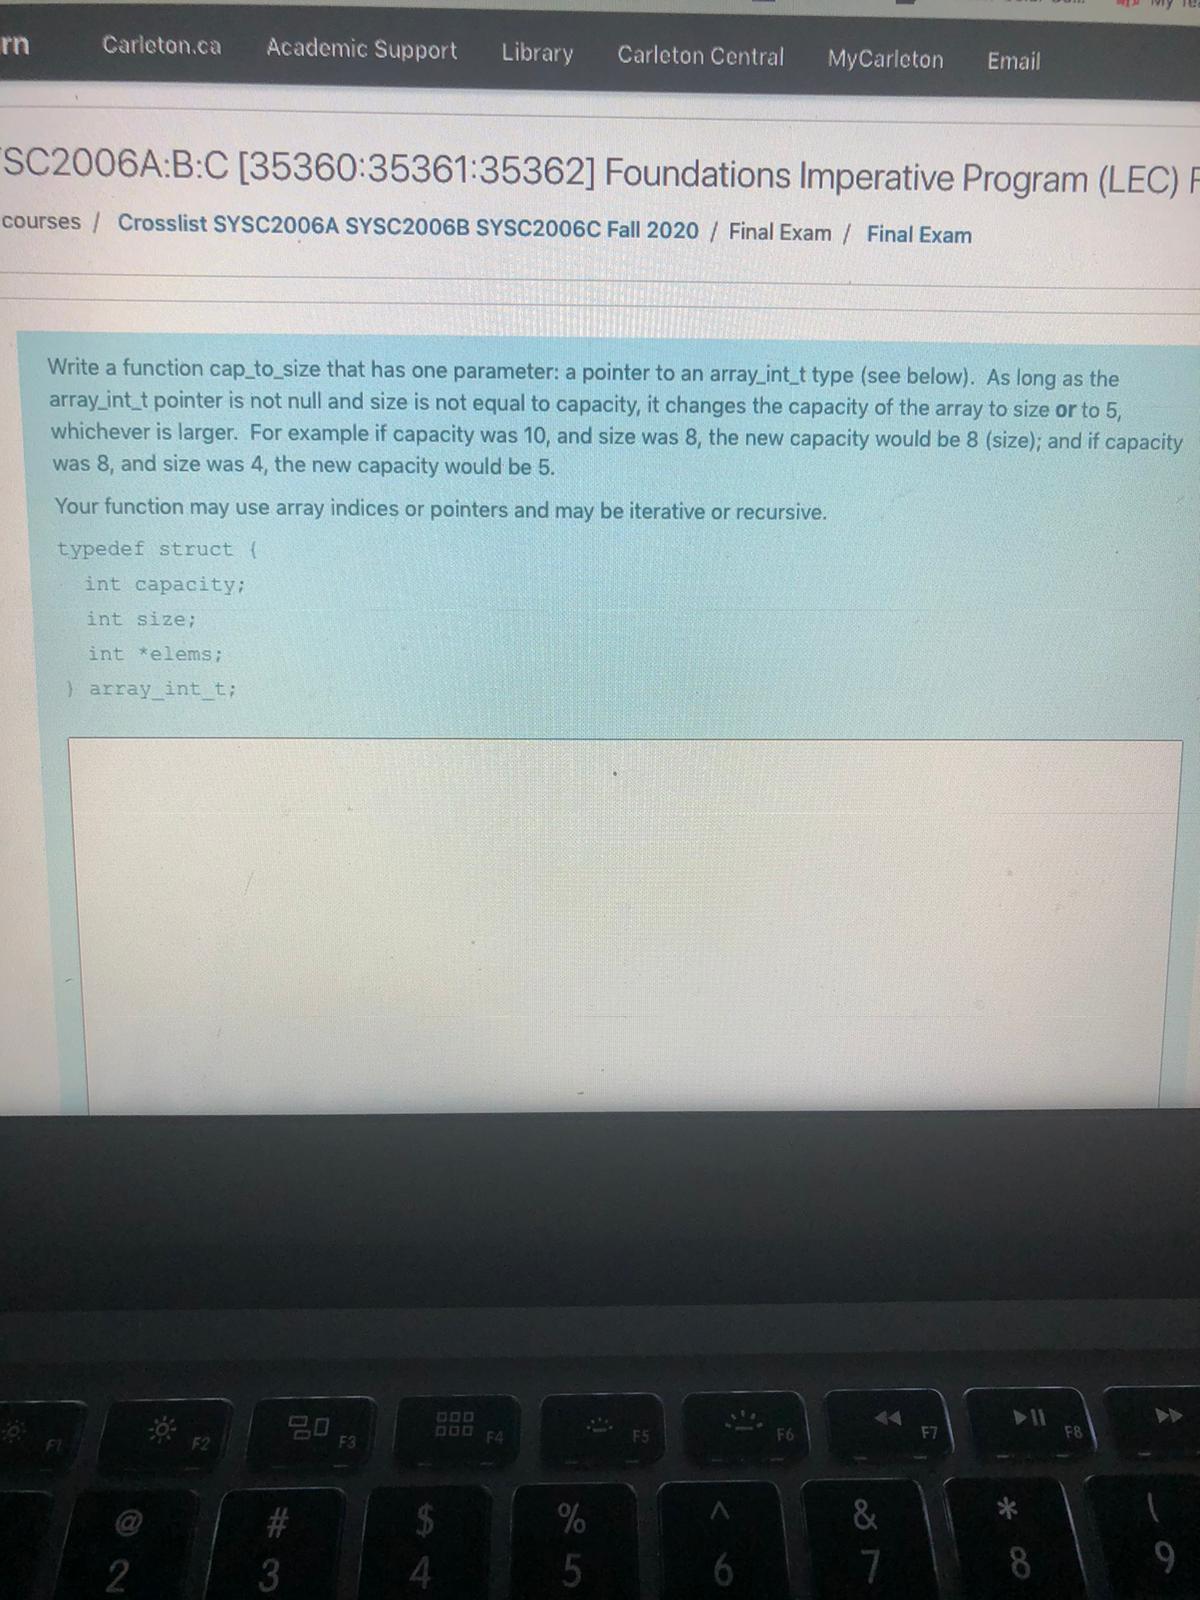 rn Carleton.ca Academic Support Library Carleton Central MyCarleton Email
SC2006A:B:C [35360:35361:35362] Foundations Imperative Program (LEC) F
courses / Crosslist SYSC2006A SYSC2006B SYSC2006C Fall 2020 / Final Exam / Final Exam
Write a function cap_to_size that has one parameter: a pointer to an array_int_t type (see below). As long as the
array_int_t pointer is not null and size is not equal to capacity, it changes the capacity of the array to size or to 5,
whichever is larger. For example if capacity was 10, and size was 8, the new capacity would be 8 (size); and if capacity
was 8, and size was 4, the new capacity would be 5.
Your function may use array indices or pointers and may be iterative or recursive.
typedef struct {
int capacity;
int size;
int *elems;
} array_int_t;
F1 F2 F3 F4 F5 F6 F7 F8
@ # $ % ^ & * (
2 3 4 5 6 7 8 9